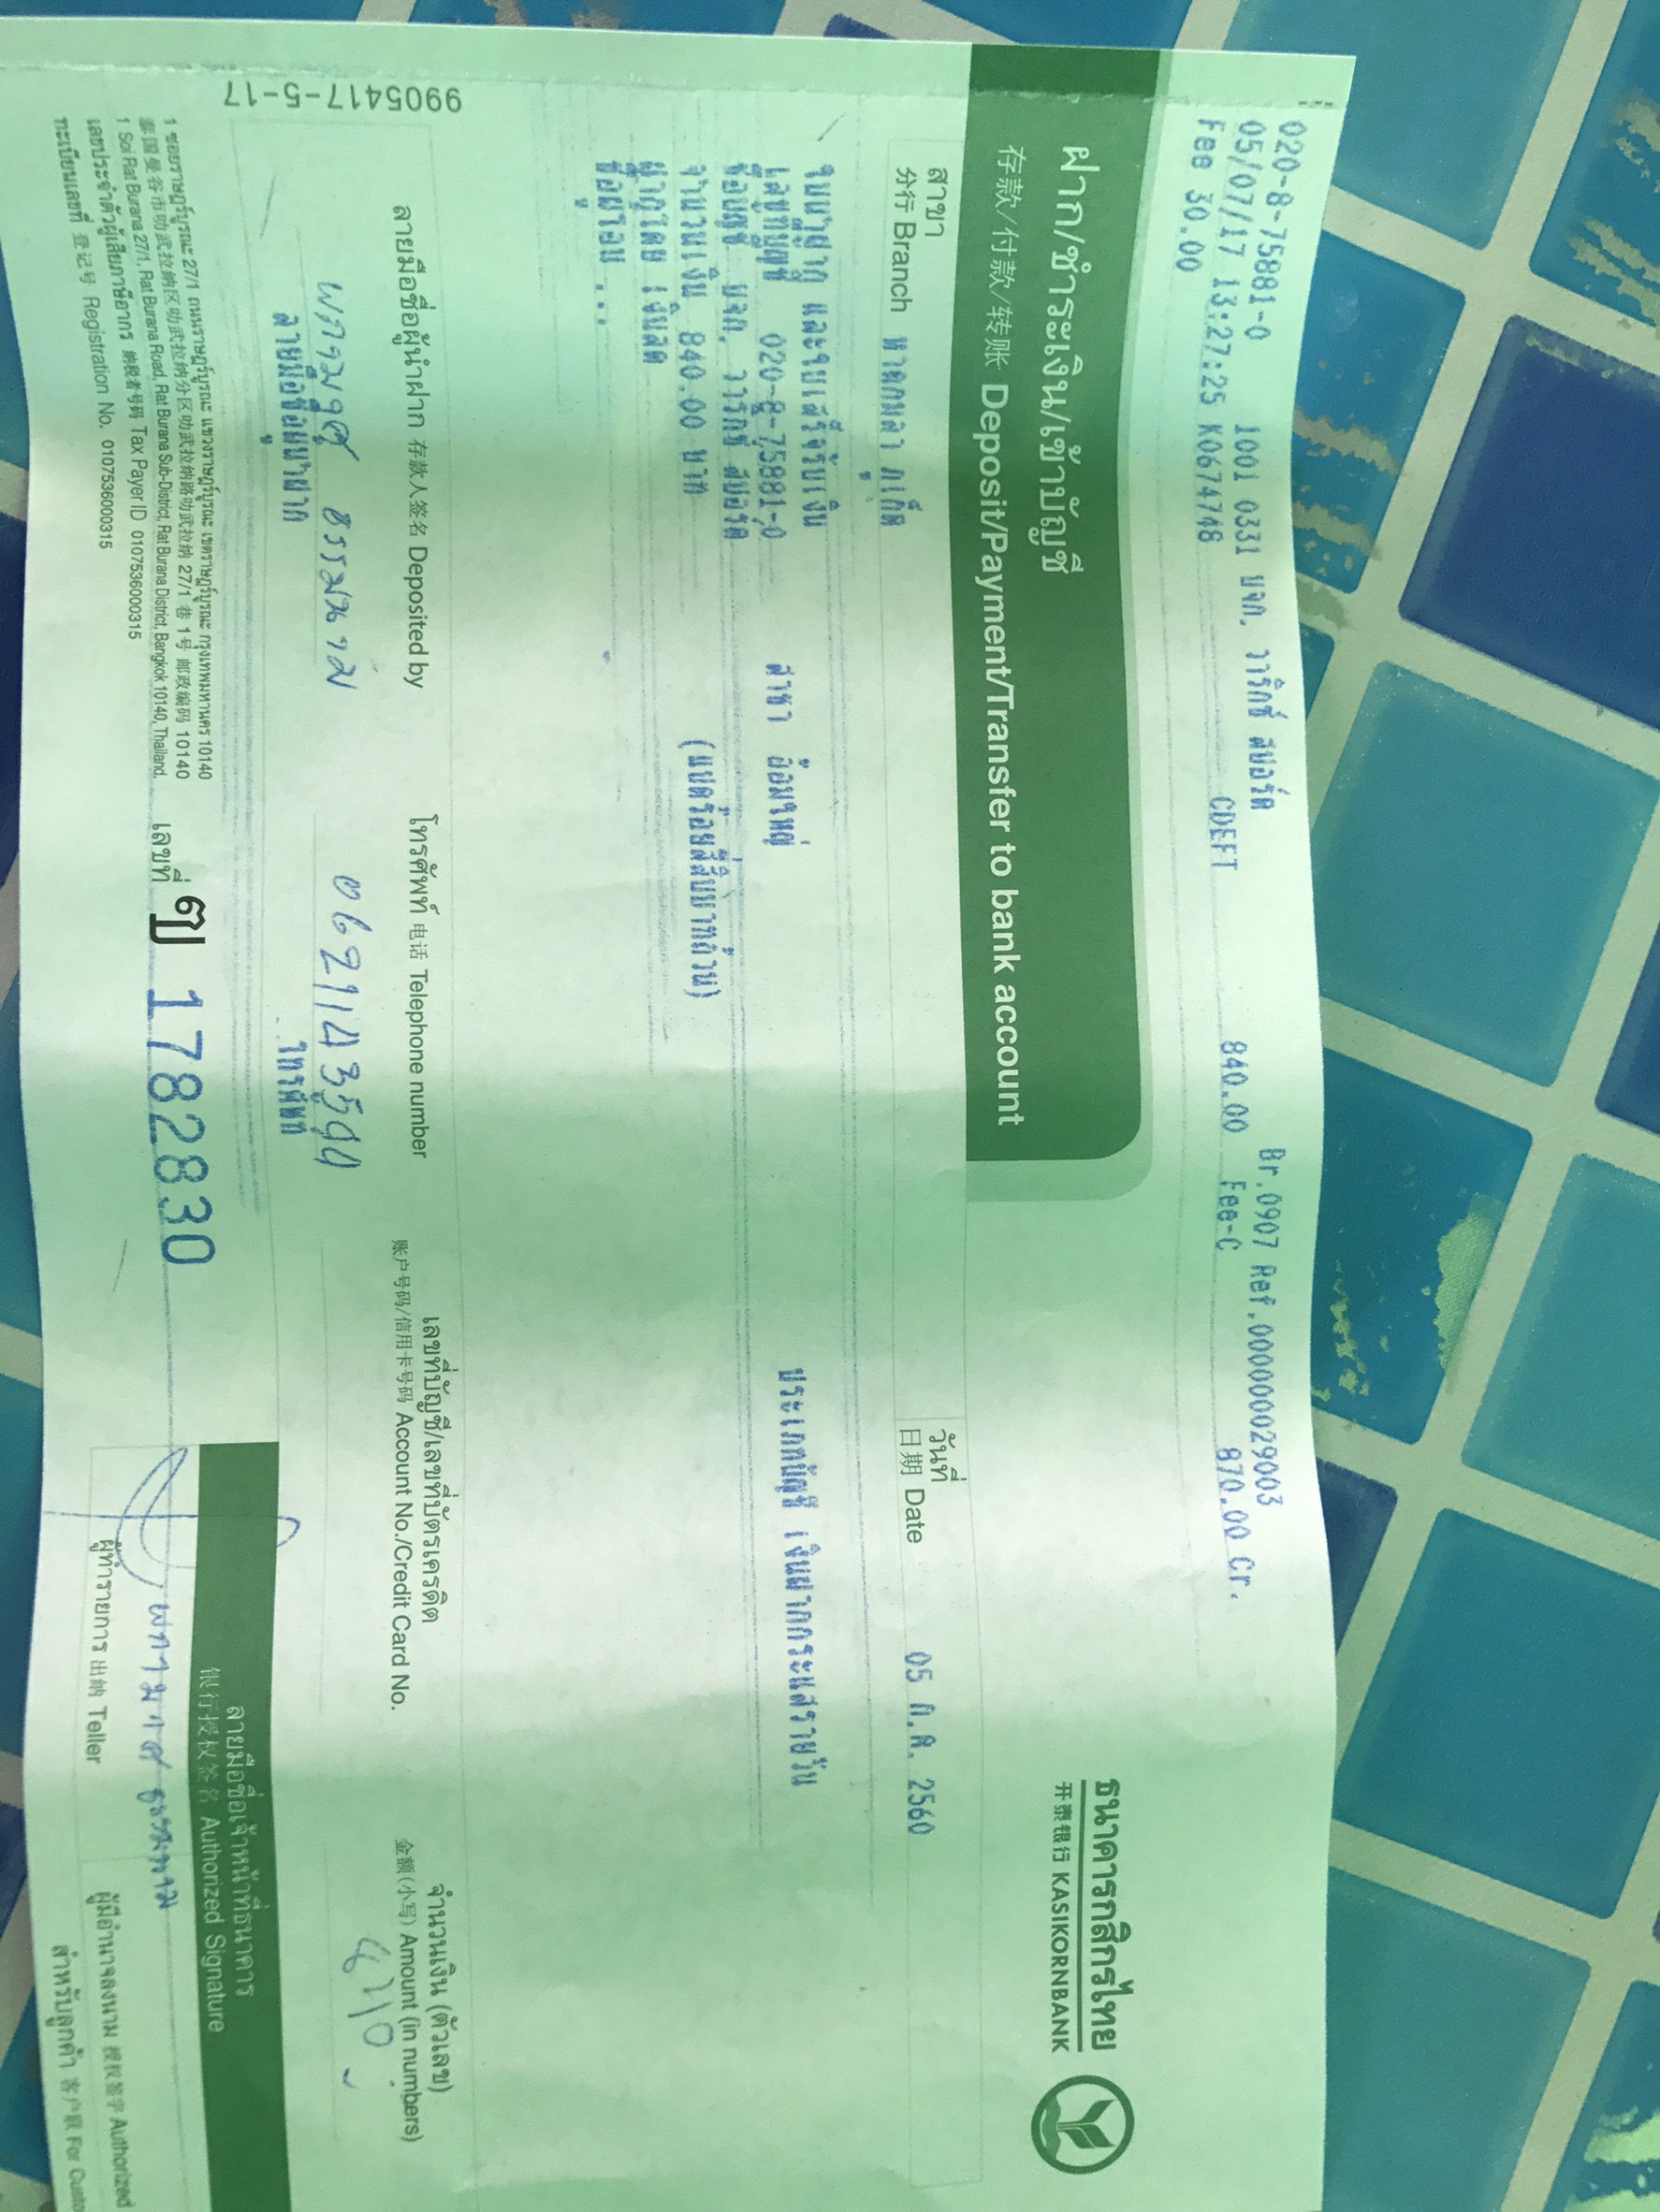 020-8-75881-0 1001 0331 บจก. วาริกซ์ สปอร์ต Br.0907 Ref.0000000029003
05/07/17 13:27:25 K0674748 CDEFT 840.00 Fee-C 870.00 Cr.
Fee 30.00
ฝาก/ชำระเงิน/เข้าบัญชี
存款/付款/转账 Deposit/Payment/Transfer to bank account
ธนาคารกสิกรไทย
开泰银行 KASIKORNBANK
สาขา
分行 Branch หาดกมลา ภูเก็ต
วันที่
日期 Date 05 ก.ค. 2560
ใบนำฝาก และใบเสร็จรับเงิน
เลขที่บัญชี 020-8-75881-0 สาขา อ้อมใหญ่ ประเภทบัญชี เงินฝากกระแสรายวัน
ชื่อบัญชี บจก. วาริกซ์ สปอร์ต
จำนวนเงิน 840.00 บาท (แปดร้อยสี่สิบบาทถ้วน)
ฝากโดย เงินสด
ชื่อผู้โอน ...
ลายมือชื่อผู้นำฝาก 存款人签名 Deposited by
โทรศัพท์ 电话 Telephone number
เลขที่บัญชี/เลขที่บัตรเครดิต
账户号码/信用卡号码 Account No./Credit Card No.
จำนวนเงิน (ตัวเลข)
金额(小写) Amount (in numbers)
840
ลายมือชื่อผู้นำฝาก
โทรศัพท์
ลายมือชื่อเจ้าหน้าที่ธนาคาร
银行授权签名 Authorized Signature
1 ซอยราษฎร์บูรณะ 27/1 ถนนราษฎร์บูรณะ แขวงราษฎร์บูรณะ เขตราษฎร์บูรณะ กรุงเทพมหานคร 10140
泰国曼谷市叻武拉纳区叻武拉纳分区叻武拉纳路叻武拉纳 27/1 巷 1号 邮政编码 10140
1 Soi Rat Burana 27/1, Rat Burana Road, Rat Burana Sub-District, Rat Burana District, Bangkok 10140, Thailand.
เลขประจำตัวผู้เสียภาษีอากร 纳税者号码 Tax Payer ID 0107536000315
ทะเบียนเลขที่ 登记号 Registration No. 0107536000315
เลขที่ ฃ 1782830
ผู้ทำรายการ 出纳 Teller
ผู้มีอำนาจลงนาม 授权签字 Authorized
สำหรับลูกค้า 客户联 For Custo
9905417-5-17